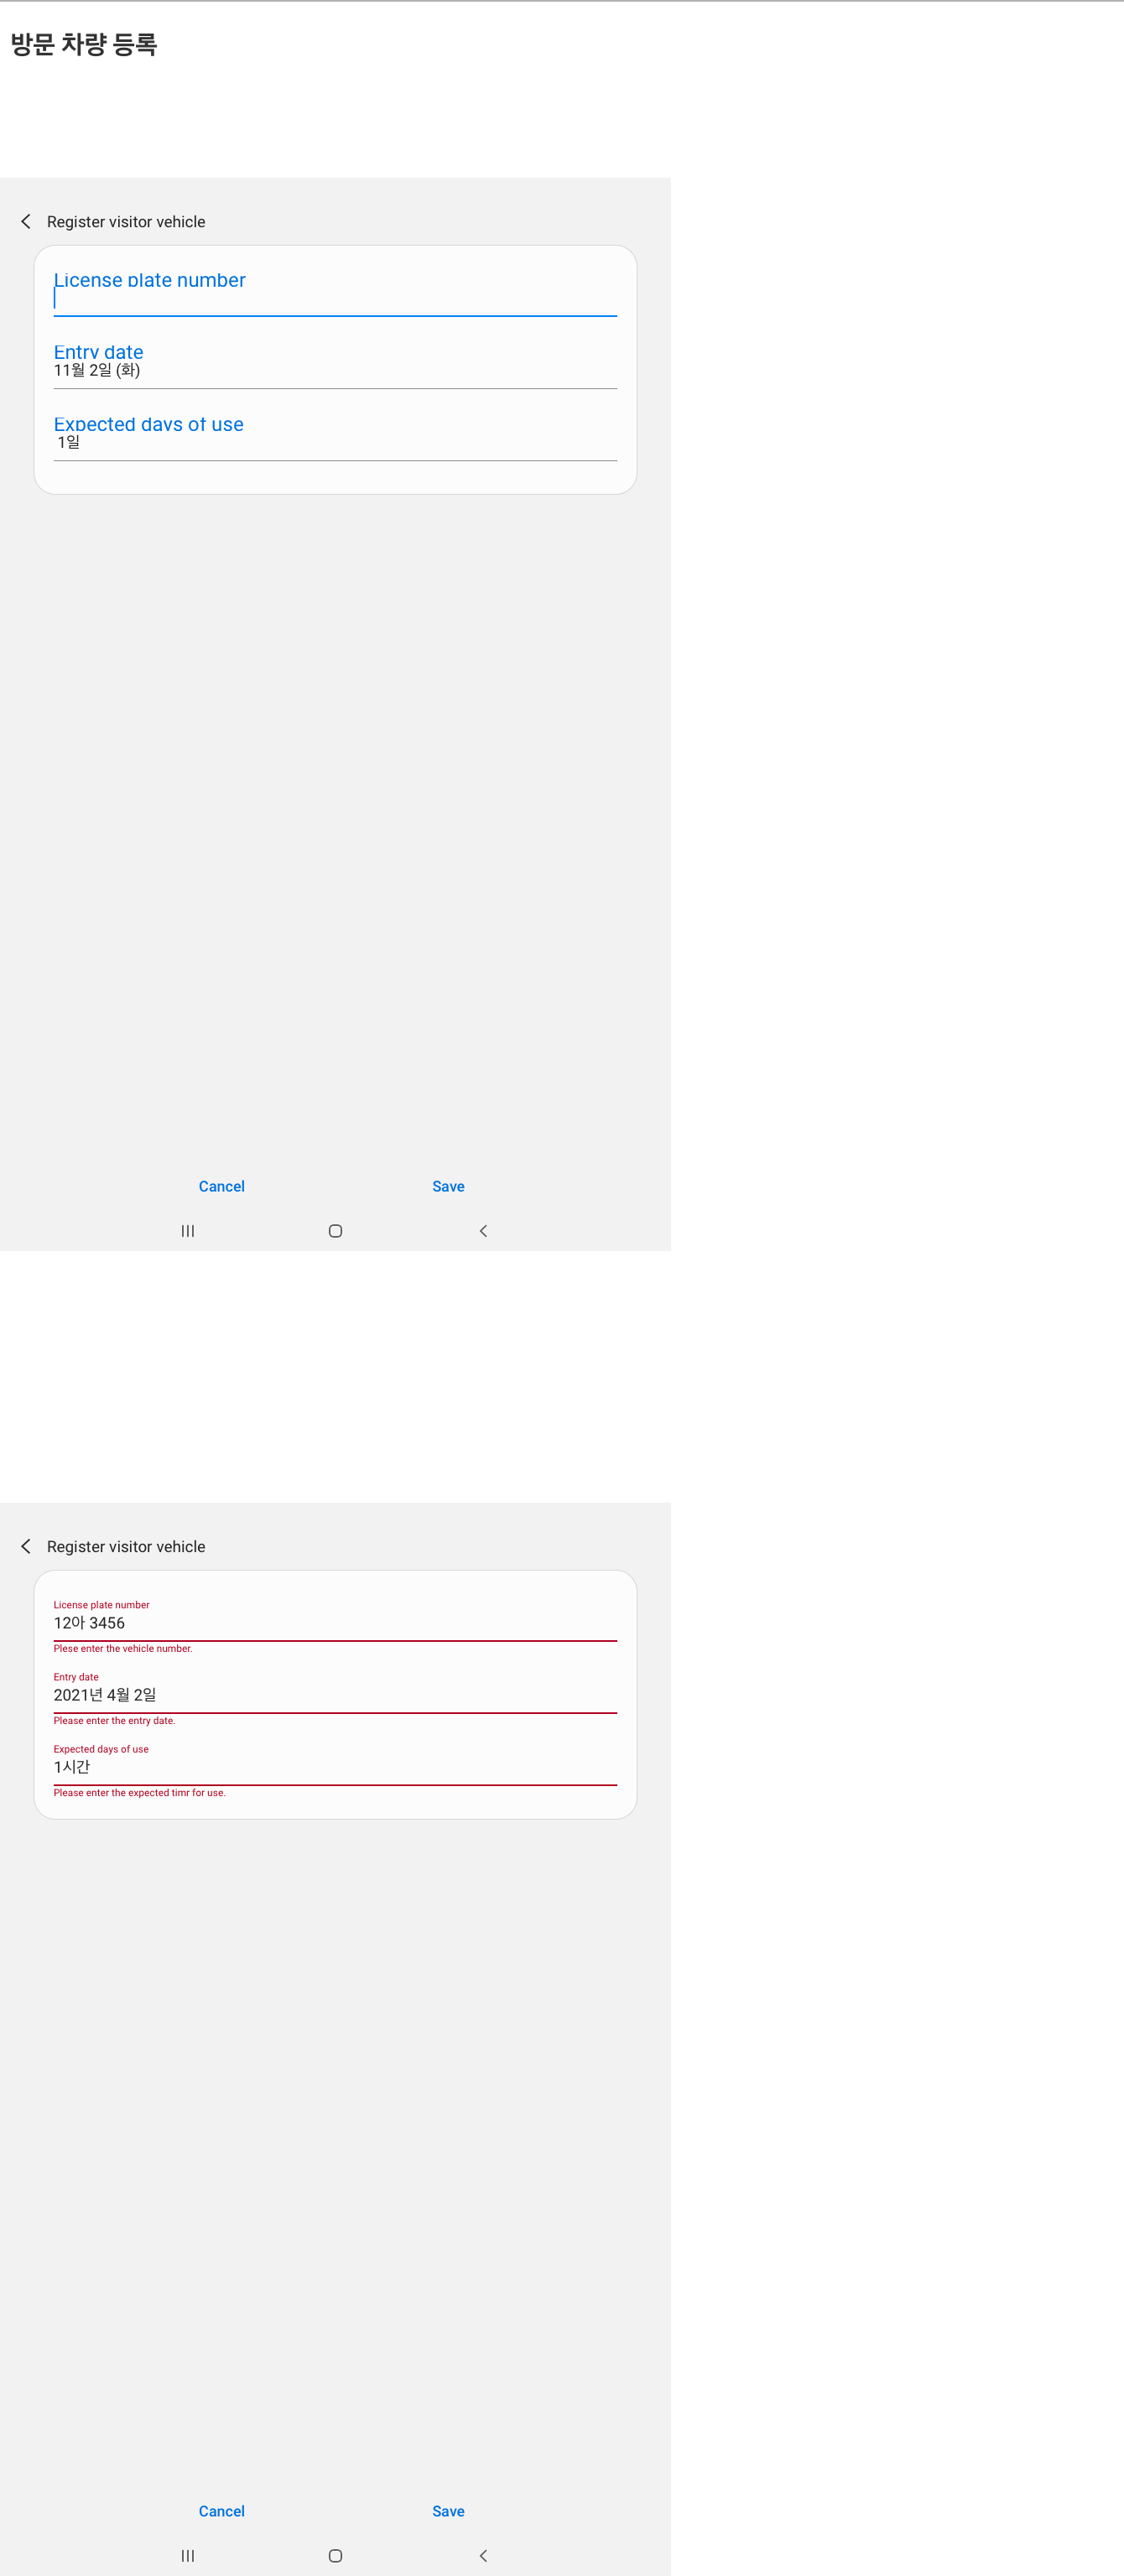 방문 차량 등록
Register visitor vehicle
License plate number
Entry date
11월 2일 (화)
Expected days of use
1일
Cancel
Save
Register visitor vehicle
License plate number
12아 3456
Plese enter the vehicle number.
Entry date
2021년 4월 2일
Please enter the entry date.
Expected days of use
1시간
Please enter the expected timr for use.
Cancel
Save